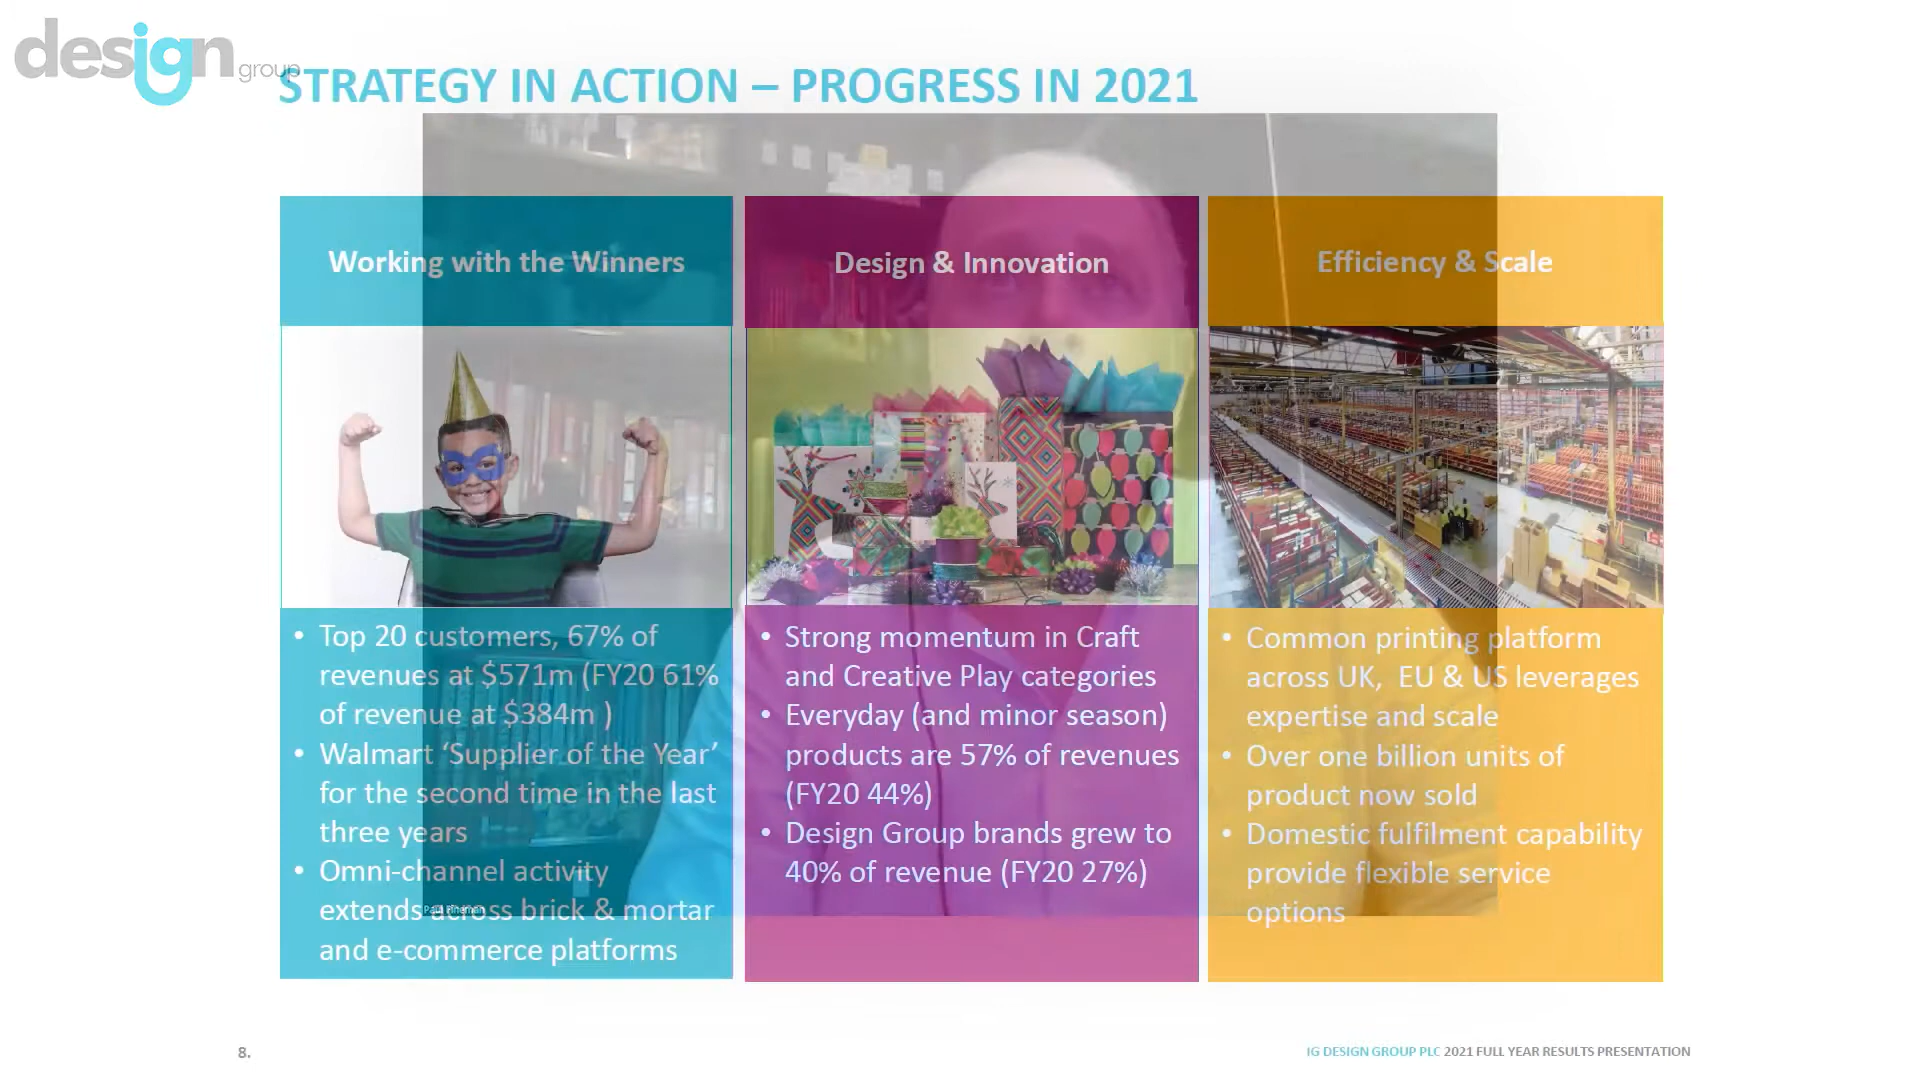 design group
STRATEGY IN ACTION – PROGRESS IN 2021
Working with the Winners
• Top 20 customers, 67% of
revenues at $571m (FY20 61%
of revenue at $384m )
• Walmart ‘Supplier of the Year’
for the second time in the last
three years
• Omni-channel activity
extends across brick & mortar
and e-commerce platforms
Design & Innovation
• Strong momentum in Craft
and Creative Play categories
• Everyday (and minor season)
products are 57% of revenues
(FY20 44%)
• Design Group brands grew to
40% of revenue (FY20 27%)
Efficiency & Scale
• Common printing platform
across UK, EU & US leverages
expertise and scale
• Over one billion units of
product now sold
• Domestic fulfilment capability
provide flexible service
options
Paul Fineman
8.
IG DESIGN GROUP PLC 2021 FULL YEAR RESULTS PRESENTATION